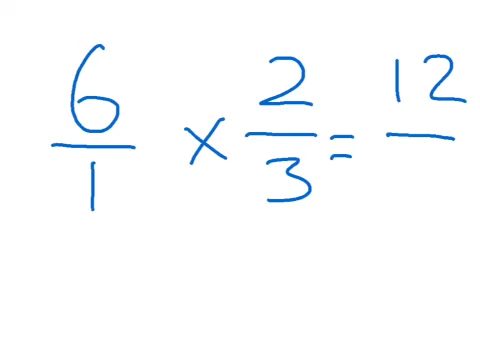 6/1 × 2/3 = 12/